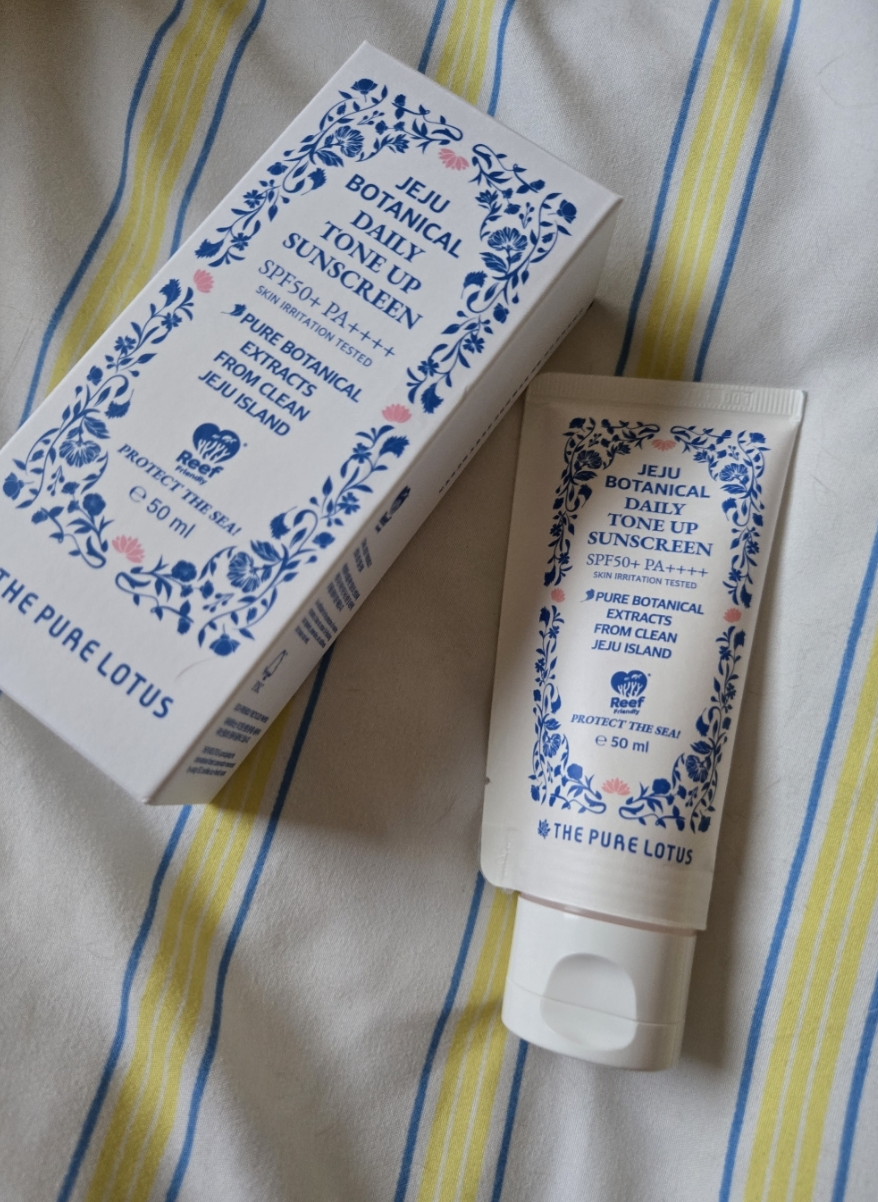 JEJU
BOTANICAL
DAILY
TONE UP
SUNSCREEN
SPF50+ PA++++
SKIN IRRITATION TESTED
PURE BOTANICAL
EXTRACTS
FROM CLEAN
JEJU ISLAND
Reef
Friendly
PROTECT THE SEA!
℮ 50 ml
THE PURE LOTUS
JEJU
BOTANICAL
DAILY
TONE UP
SUNSCREEN
SPF50+ PA++++
SKIN IRRITATION TESTED
PURE BOTANICAL
EXTRACTS
FROM CLEAN
JEJU ISLAND
Reef
Friendly
PROTECT THE SEA!
℮ 50 ml
THE PURE LOTUS